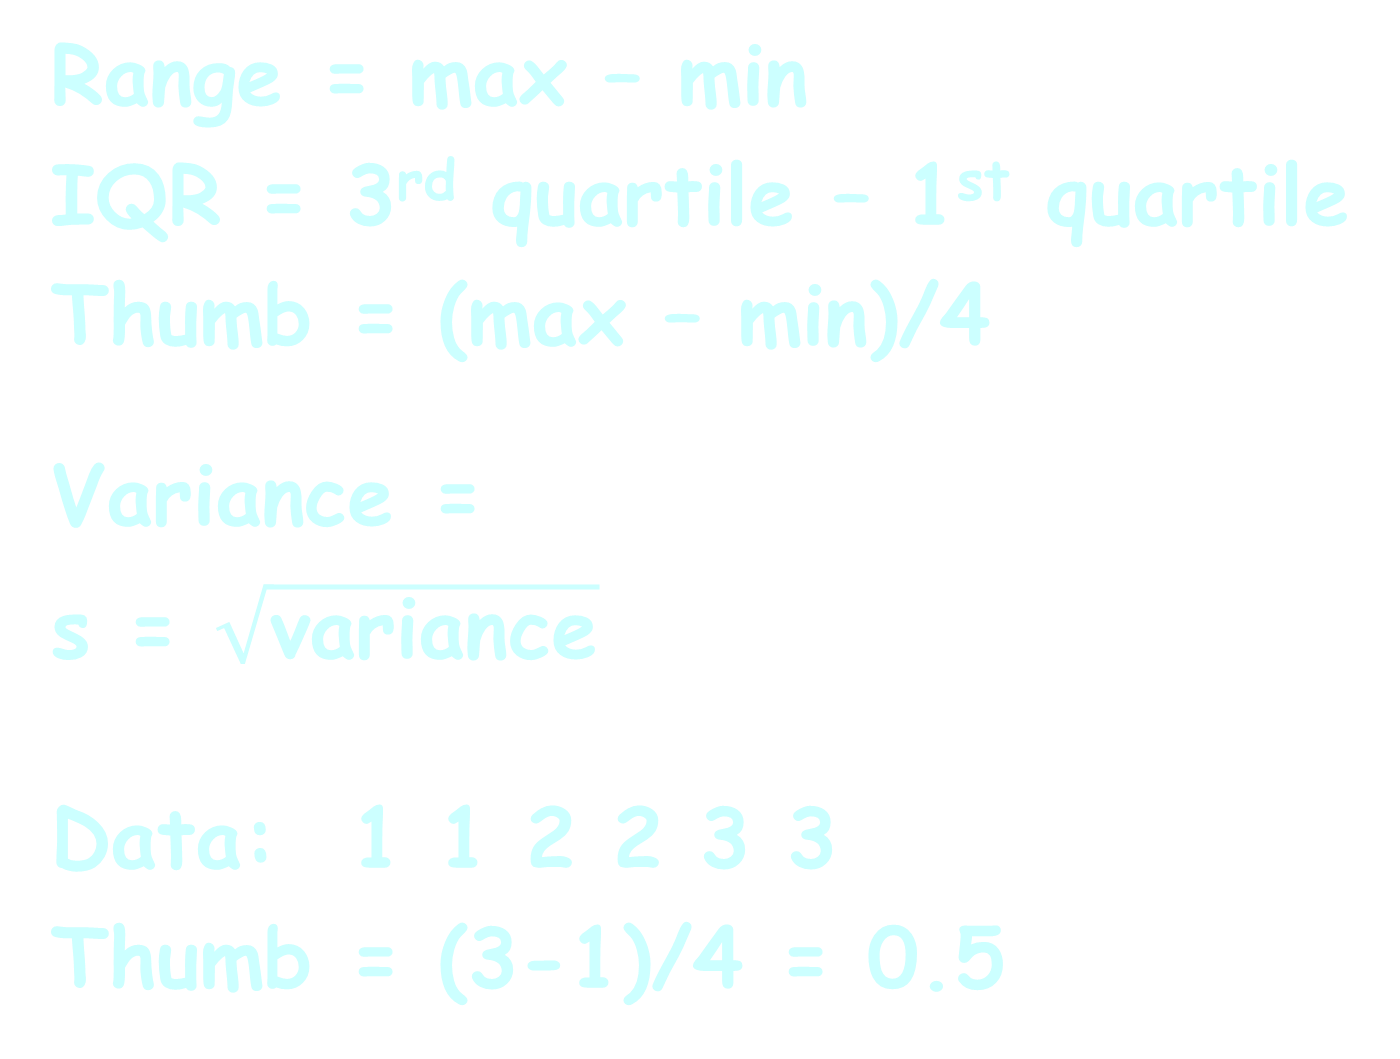 Range = max – min
IQR = 3rd quartile – 1st quartile
Thumb = (max – min)/4
Variance =
s = √variance
Data: 1 1 2 2 3 3
Thumb = (3-1)/4 = 0.5